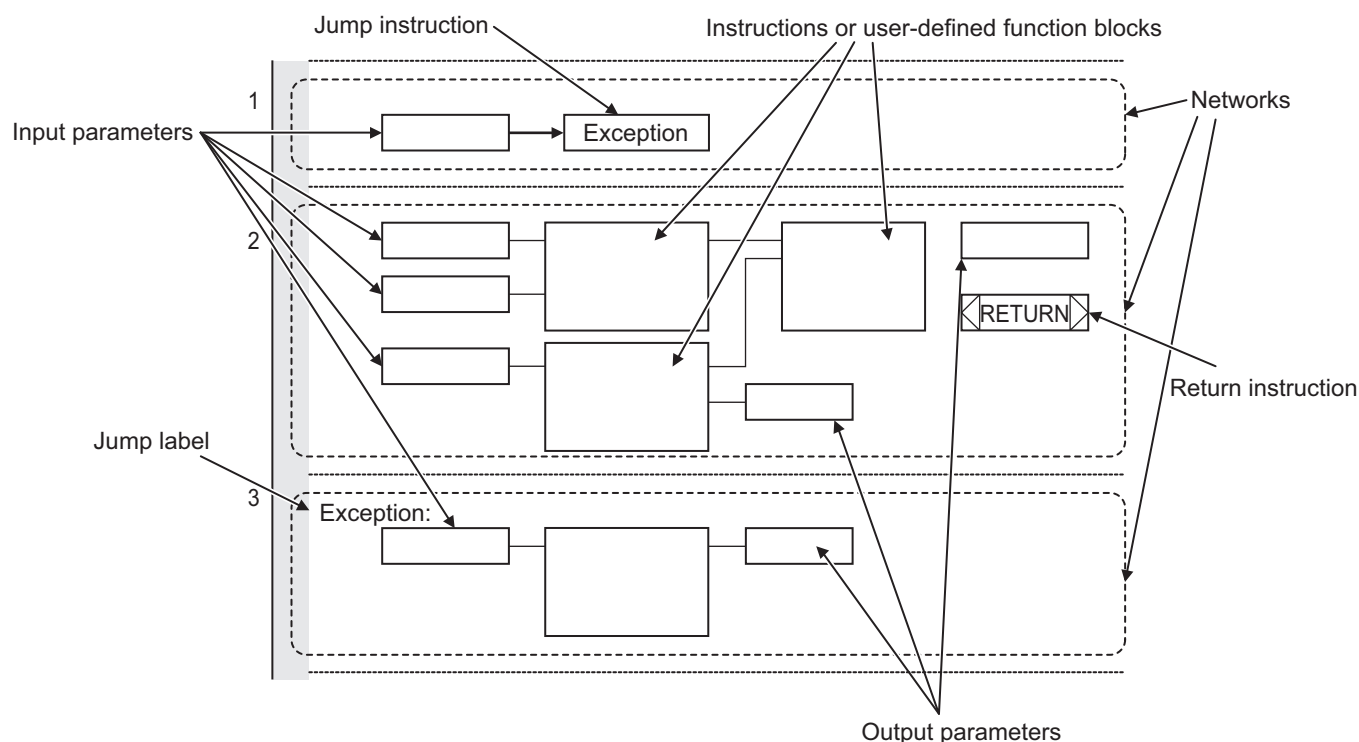 Jump instruction
Instructions or user-defined function blocks
1
Networks
Input parameters
Exception
2
RETURN
Return instruction
Jump label
3
Exception:
Output parameters